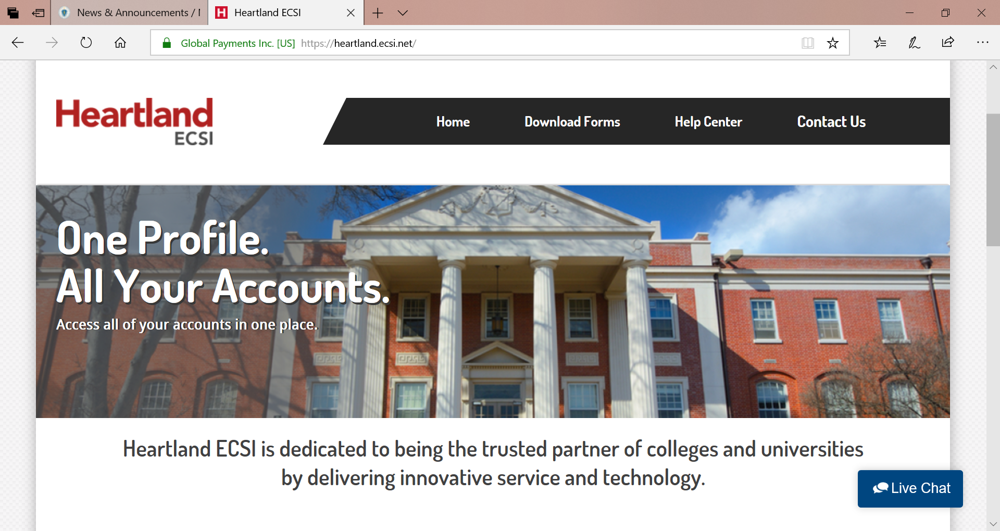 News & Announcements /
Heartland ECSI
Global Payments Inc. [US] https://heartland.ecsi.net/
Heartland
ECSI
Home
Download Forms
Help Center
Contact Us
One Profile.
All Your Accounts.
Access all of your accounts in one place.
Heartland ECSI is dedicated to being the trusted partner of colleges and universities
by delivering innovative service and technology.
Live Chat